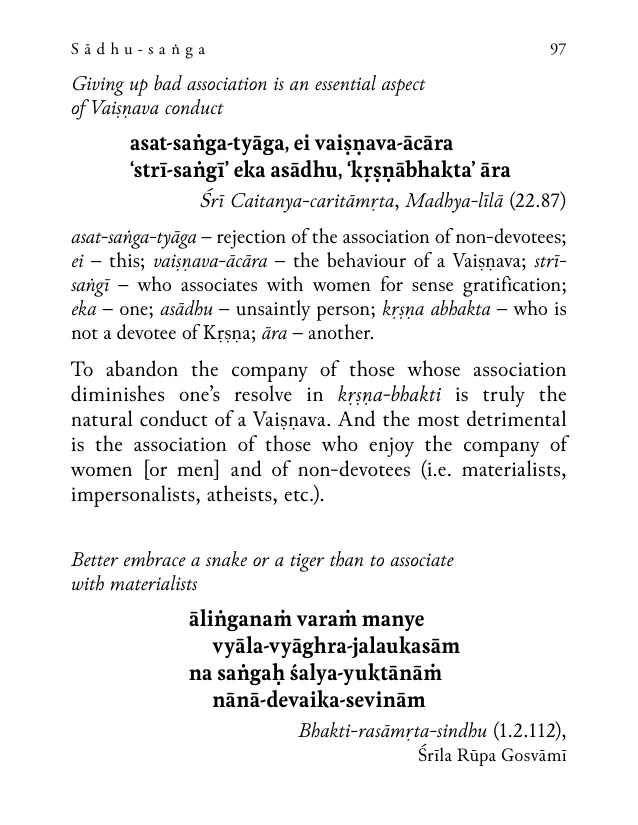 Sādhu-saṅga 97
Giving up bad association is an essential aspect
of Vaiṣṇava conduct
asat-saṅga-tyāga, ei vaiṣṇava-ācāra
‘strī-saṅgī’ eka asādhu, ‘kṛṣṇābhakta’ āra
Śrī Caitanya-caritāmṛta, Madhya-līlā (22.87)
asat-saṅga-tyāga – rejection of the association of non-devotees;
ei – this; vaiṣṇava-ācāra – the behaviour of a Vaiṣṇava; strī-
saṅgī – who associates with women for sense gratification;
eka – one; asādhu – unsaintly person; kṛṣṇa abhakta – who is
not a devotee of Kṛṣṇa; āra – another.
To abandon the company of those whose association
diminishes one’s resolve in kṛṣṇa-bhakti is truly the
natural conduct of a Vaiṣṇava. And the most detrimental
is the association of those who enjoy the company of
women [or men] and of non-devotees (i.e. materialists,
impersonalists, atheists, etc.).
Better embrace a snake or a tiger than to associate
with materialists
āliṅganaṁ varaṁ manye
vyāla-vyāghra-jalaukasām
na saṅgaḥ śalya-yuktānāṁ
nānā-devaika-sevinām
Bhakti-rasāmṛta-sindhu (1.2.112),
Śrīla Rūpa Gosvāmī